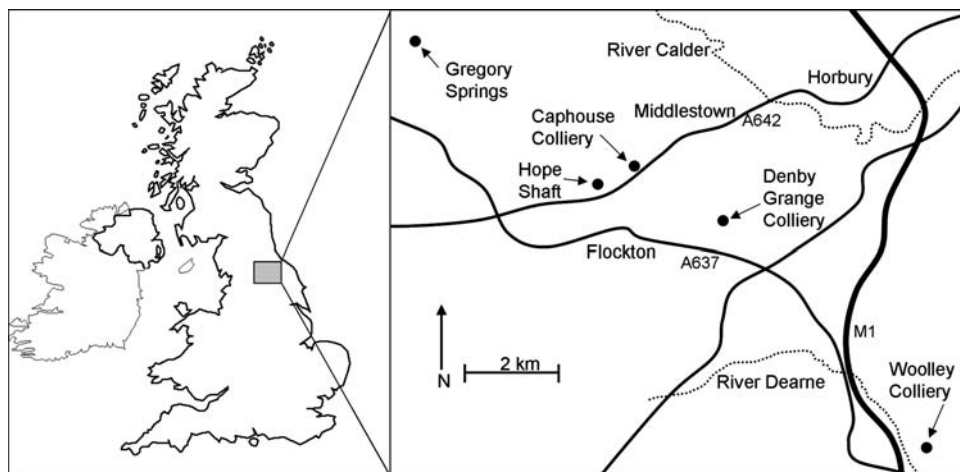 River Calder
Horbury
Gregory
Springs
Middlestown
A642
Caphouse
Colliery
Hope
Shaft
Denby
Grange
Colliery
Flockton
A637
M1
N
2 km
River Dearne
Woolley
Colliery